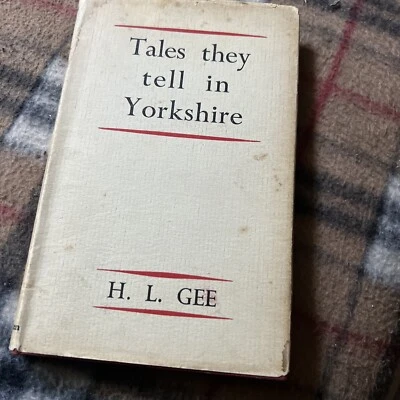 Tales they
tell in
Yorkshire
H. L. GEE